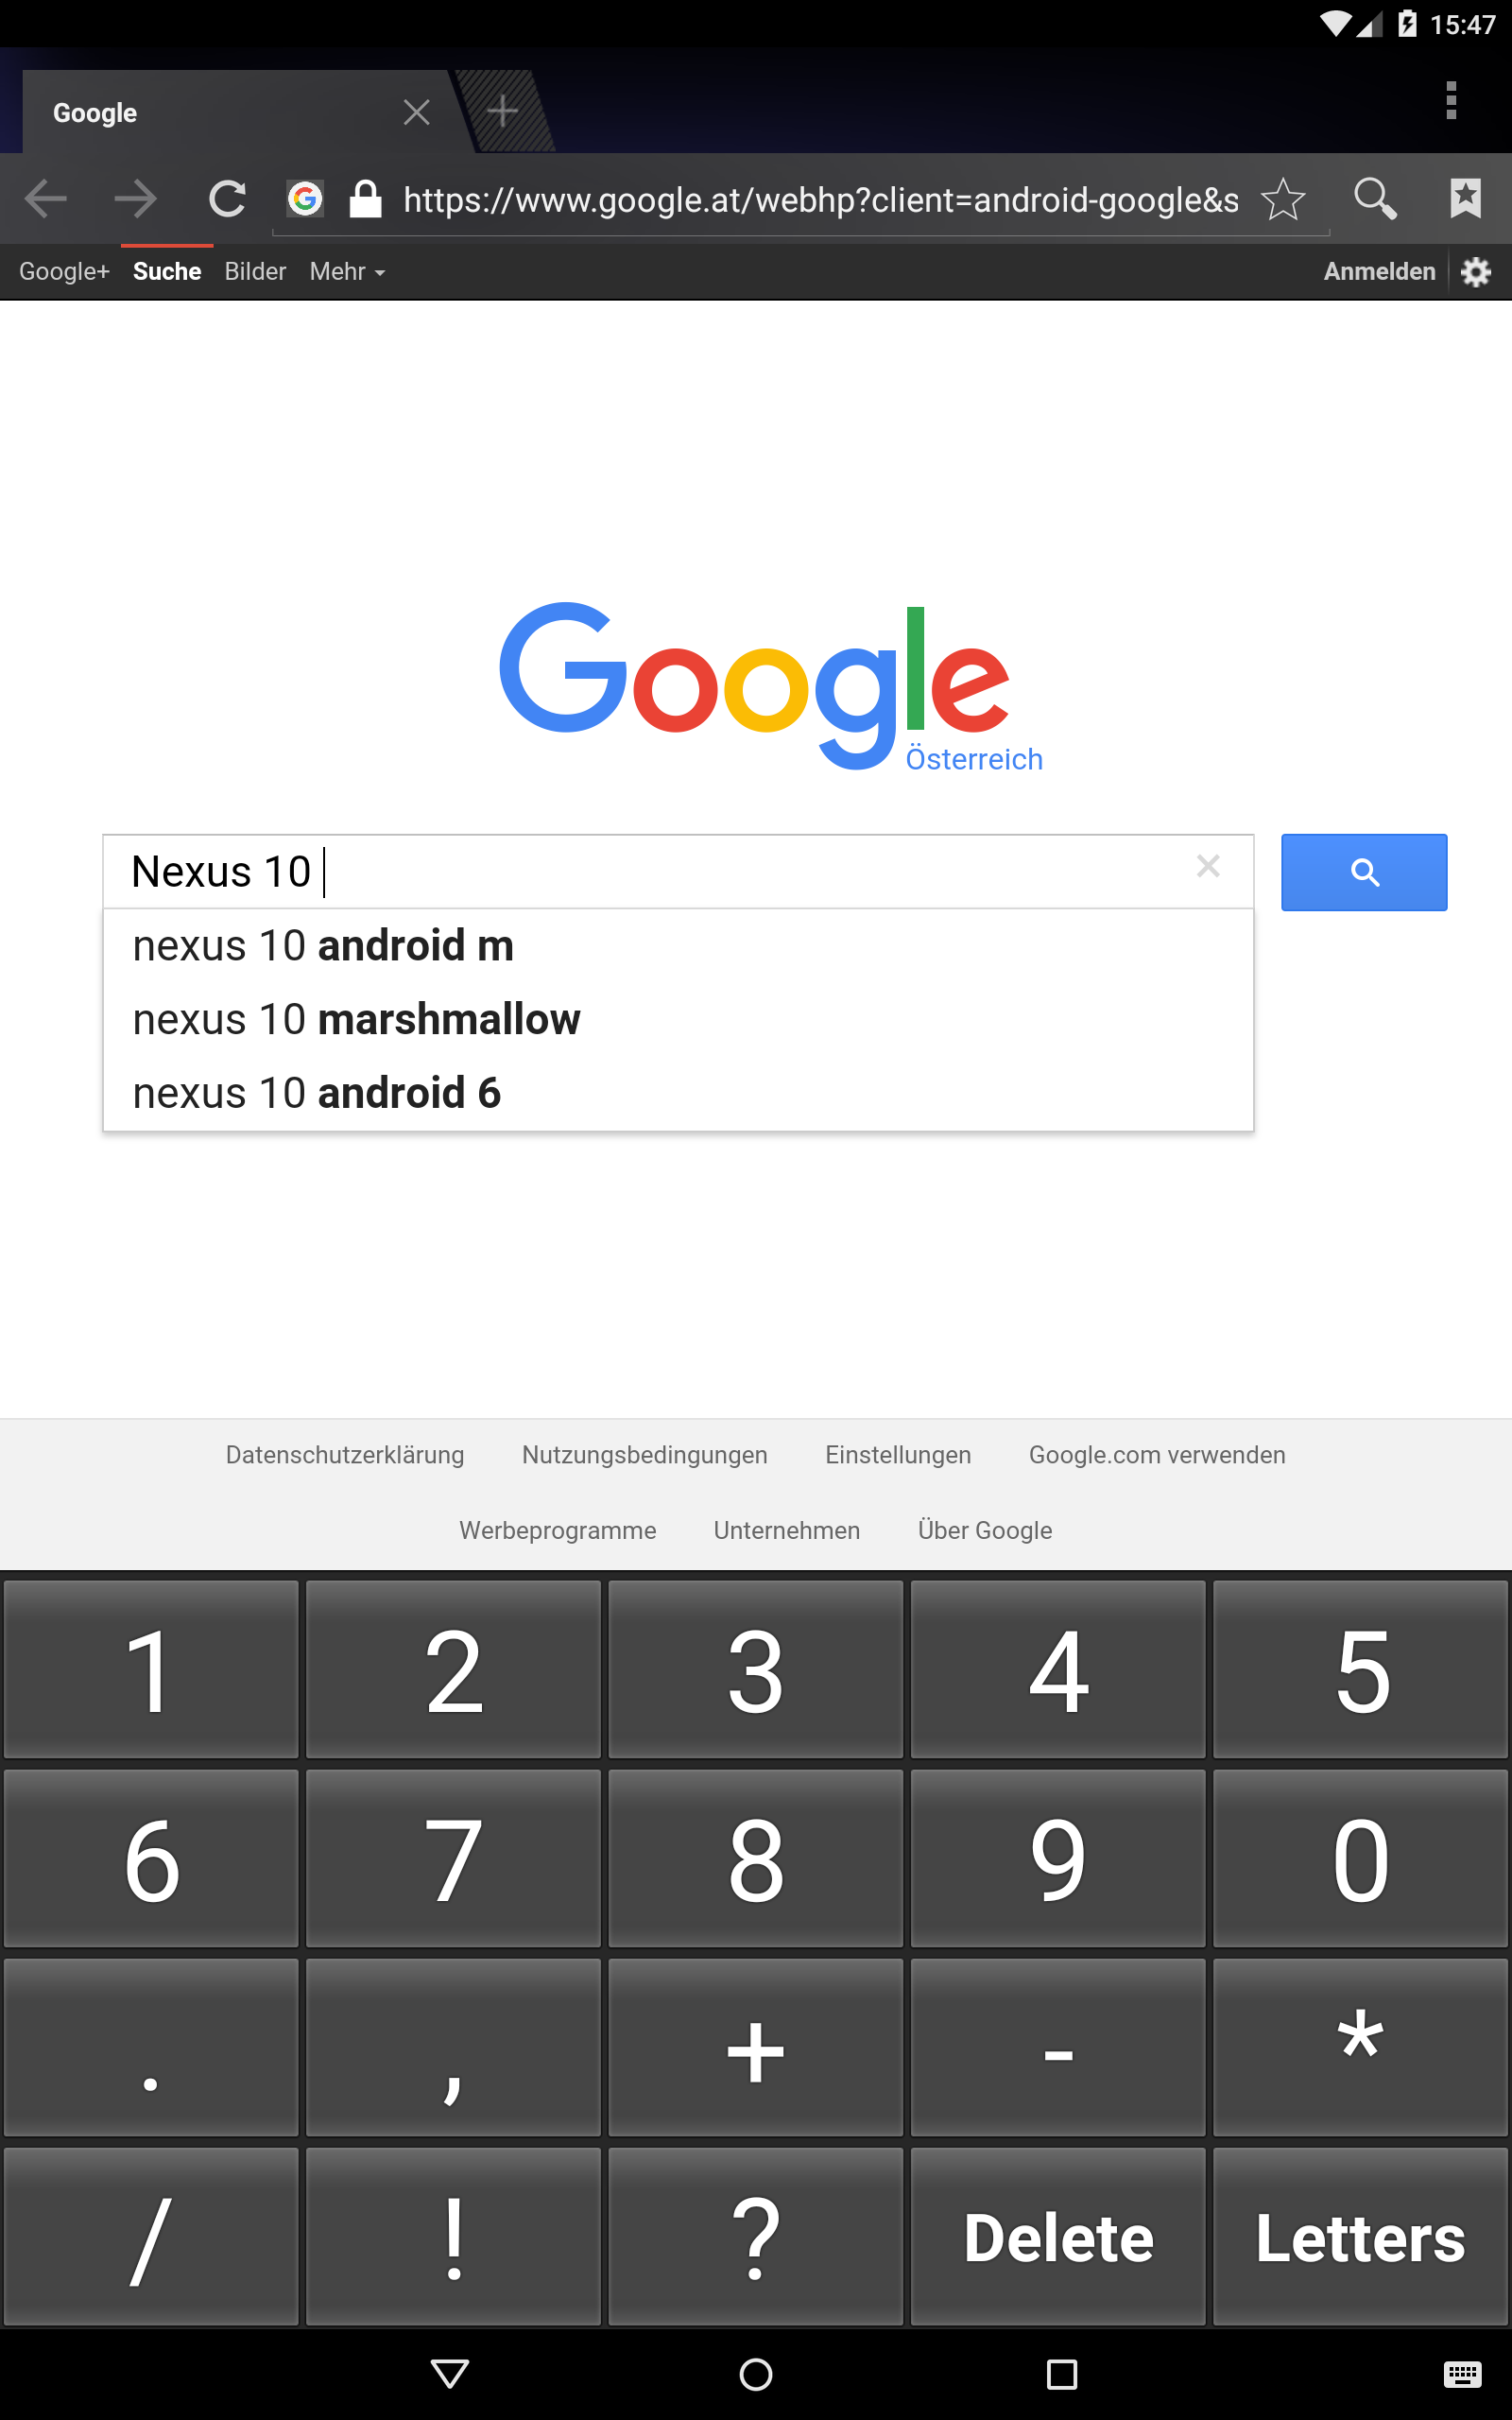 15:47
Google
https://www.google.at/webhp?client=android-google&s
Google+ Suche Bilder Mehr Anmelden
Google
Österreich
Nexus 10
nexus 10 android m
nexus 10 marshmallow
nexus 10 android 6
Datenschutzerklärung Nutzungsbedingungen Einstellungen Google.com verwenden
Werbeprogramme Unternehmen Über Google
1 2 3 4 5
6 7 8 9 0
. , + - *
/ ! ? Delete Letters